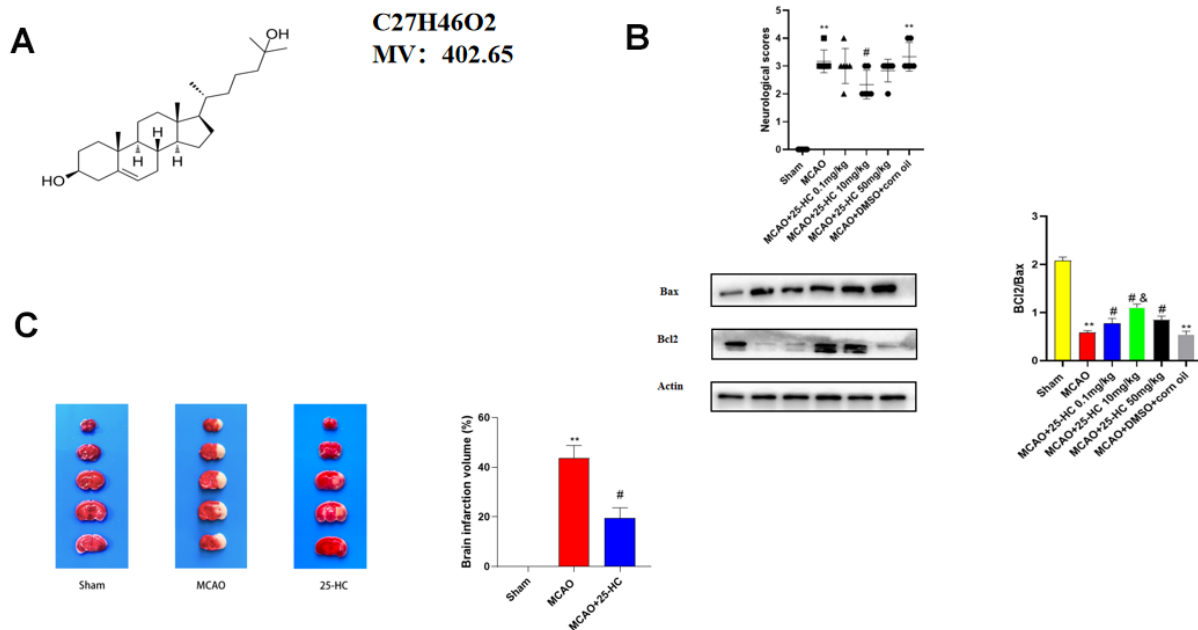 A
C27H46O2
MV: 402.65
OH
H
H
H
HO
B
Neurological scores
5
4
3
2
1
0
**
#
**
Sham
MCAO
MCAO+25-HC 0.1mg/kg
MCAO+25-HC 10mg/kg
MCAO+25-HC 50mg/kg
MCAO+DMSO+corn oil
Bax
Bcl2
Actin
BCl2/Bax
3
2
1
0
**
#
# &
#
**
Sham
MCAO
MCAO+25-HC 0.1mg/kg
MCAO+25-HC 10mg/kg
MCAO+25-HC 50mg/kg
MCAO+DMSO+corn oil
C
Sham
MCAO
25-HC
Brain infarction volume (%)
60
40
20
0
**
#
Sham
MCAO
MCAO+25-HC